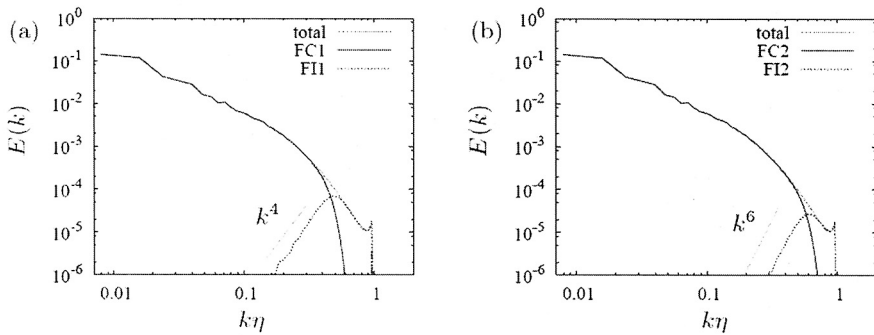 (a)
total
FC1
FI1
E(k)
10^0
10^-1
10^-2
10^-3
10^-4
10^-5
10^-6
k^4
0.01
0.1
1
kη
(b)
total
FC2
FI2
E(k)
10^0
10^-1
10^-2
10^-3
10^-4
10^-5
10^-6
k^6
0.01
0.1
1
kη